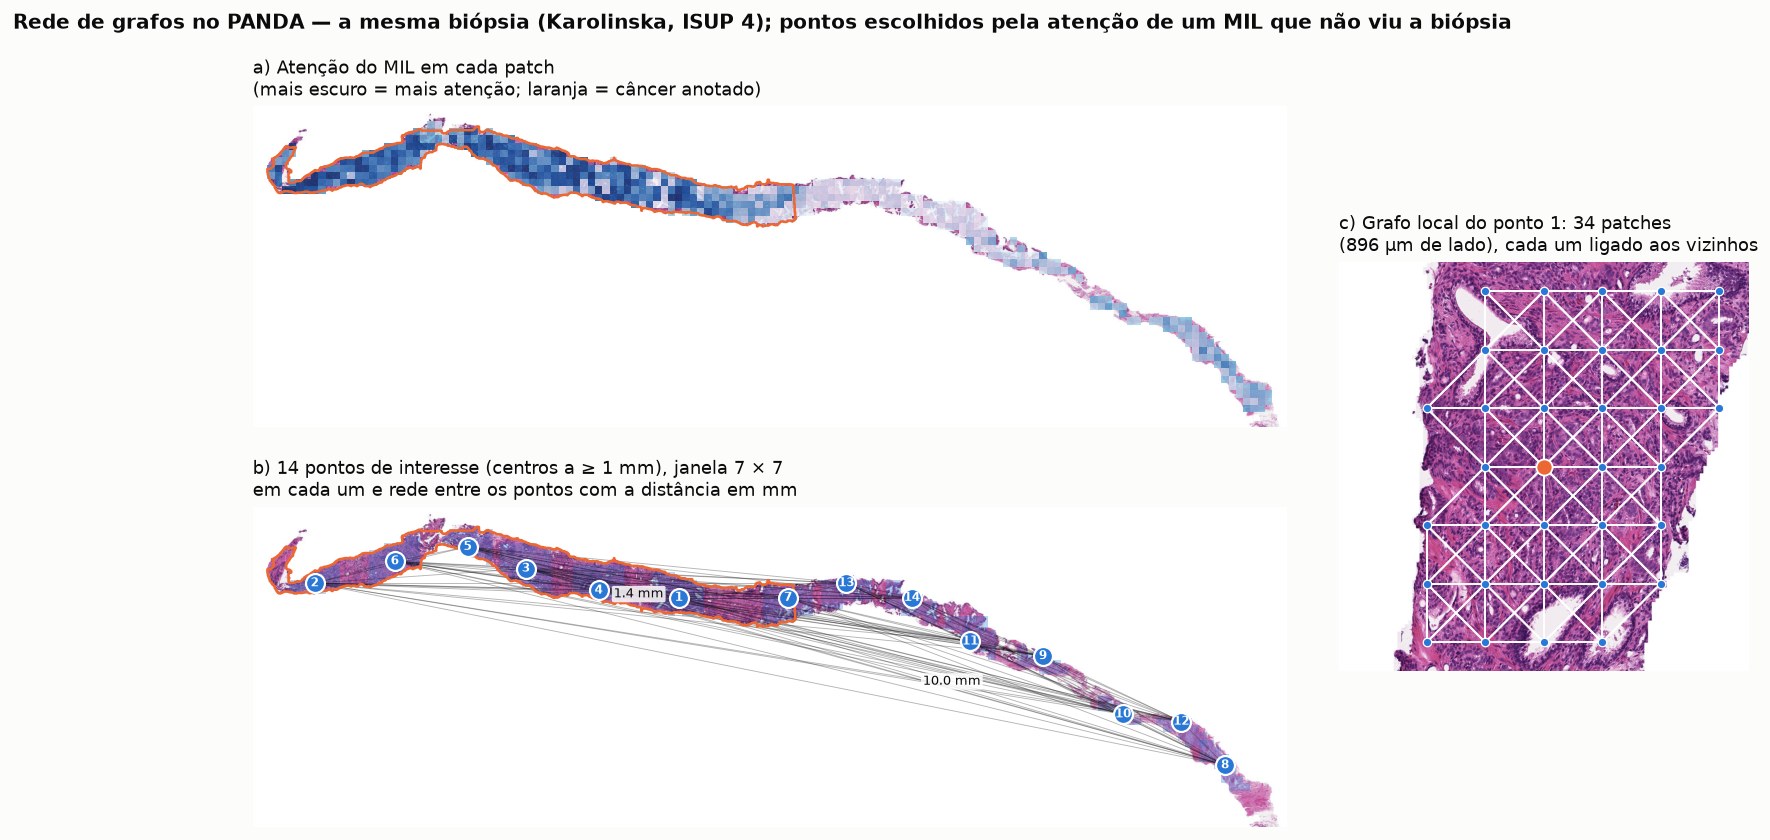 Rede de grafos no PANDA — a mesma biópsia (Karolinska, ISUP 4); pontos escolhidos pela atenção de um MIL que não viu a biópsia
a) Atenção do MIL em cada patch
(mais escuro = mais atenção; laranja = câncer anotado)
c) Grafo local do ponto 1: 34 patches
(896 µm de lado), cada um ligado aos vizinhos
b) 14 pontos de interesse (centros a ≥ 1 mm), janela 7 × 7
em cada um e rede entre os pontos com a distância em mm
5
6
3
2
13
4
1.4 mm
1
7
14
11
9
10.0 mm
10
12
8